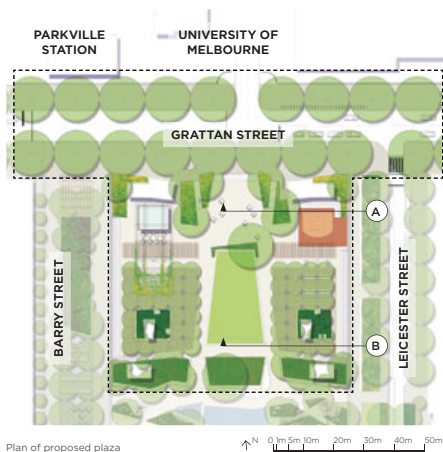 PARKVILLE
STATION
UNIVERSITY OF
MELBOURNE
GRATTAN STREET
A
BARRY STREET
LEICESTER STREET
B
Plan of proposed plaza
N 0 1m 5m 10m 20m 30m 40m 50m